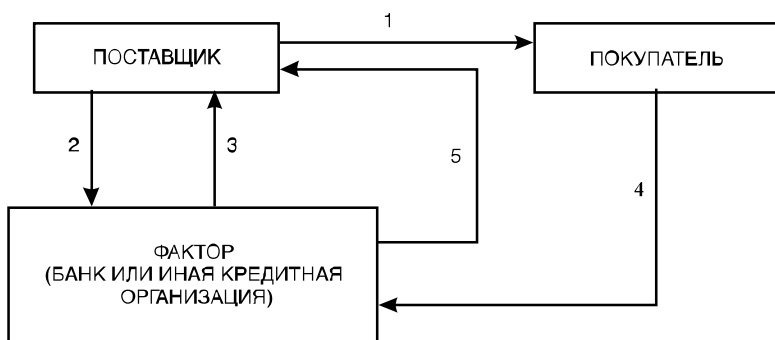 1
ПОСТАВЩИК
ПОКУПАТЕЛЬ
2
3
5
4
ФАКТОР
(БАНК ИЛИ ИНАЯ КРЕДИТНАЯ
ОРГАНИЗАЦИЯ)